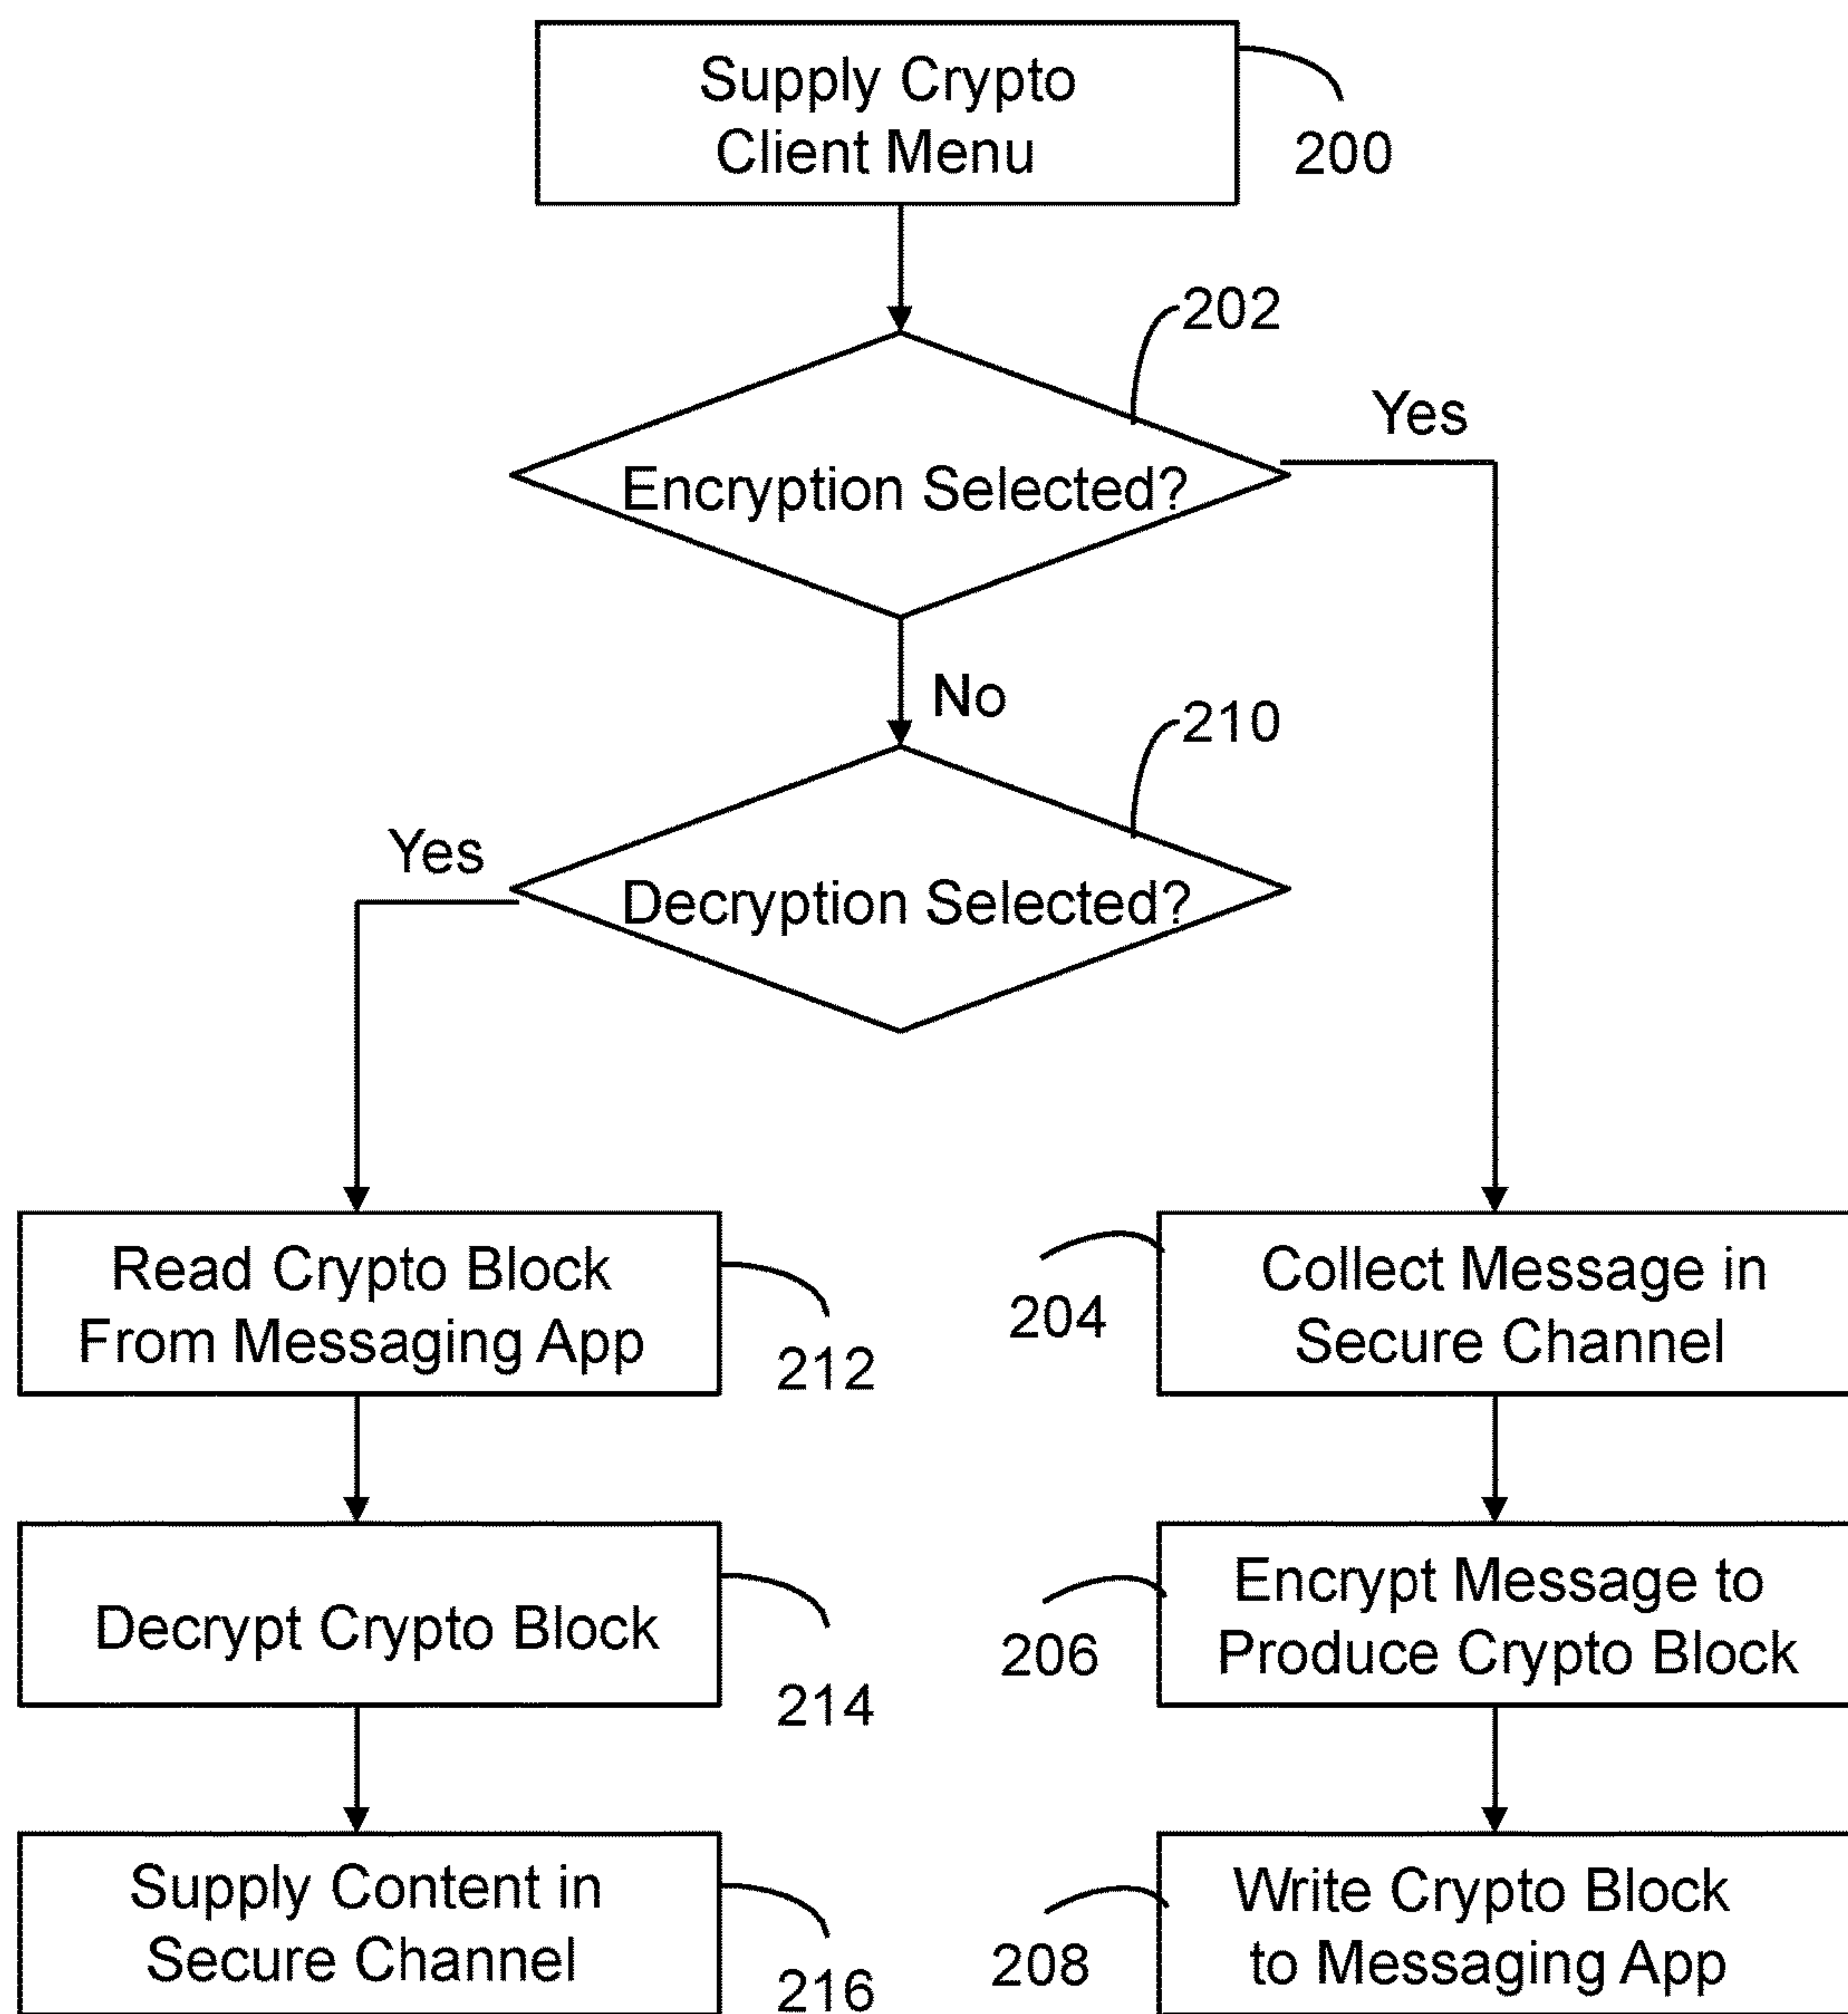 Supply Crypto
Client Menu
200
202
Yes
Encryption Selected?
No
210
Yes
Decryption Selected?
Read Crypto Block
From Messaging App
212
204
Collect Message in
Secure Channel
Decrypt Crypto Block
214
206
Encrypt Message to
Produce Crypto Block
Supply Content in
Secure Channel
216
208
Write Crypto Block
to Messaging App